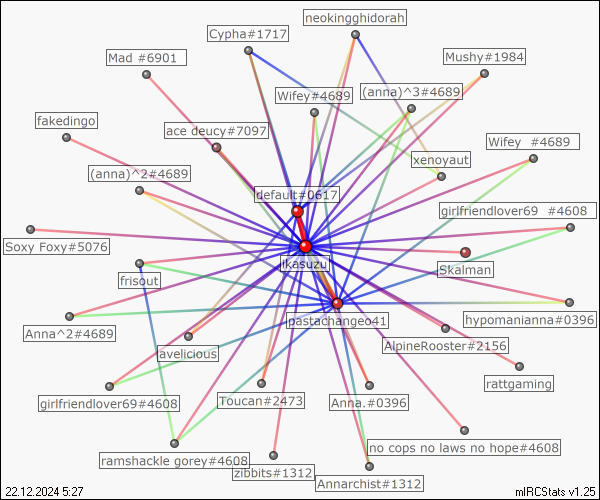 neokingghidorah
Cypha#1717
Mad #6901
Mushy#1984
(anna)^3#4689
Wifey#4689
fakedingo
ace deucy#7097
Wifey  #4689
xenoyaut
(anna)^2#4689
default#0617
girlfriendlover69  #4608
Soxy Foxy#5076
ikasuzu
Skalman
frisout
hypomanianna#0396
pastachangeo41
Anna^2#4689
AlpineRooster#2156
avelicious
rattgaming
girlfriendlover69#4608
Toucan#2473
Anna.#0396
no cops no laws no hope#4608
ramshackle gorey#4608
zibbits#1312
Annarchist#1312
22.12.2024 5:27
mIRCStats v1.25